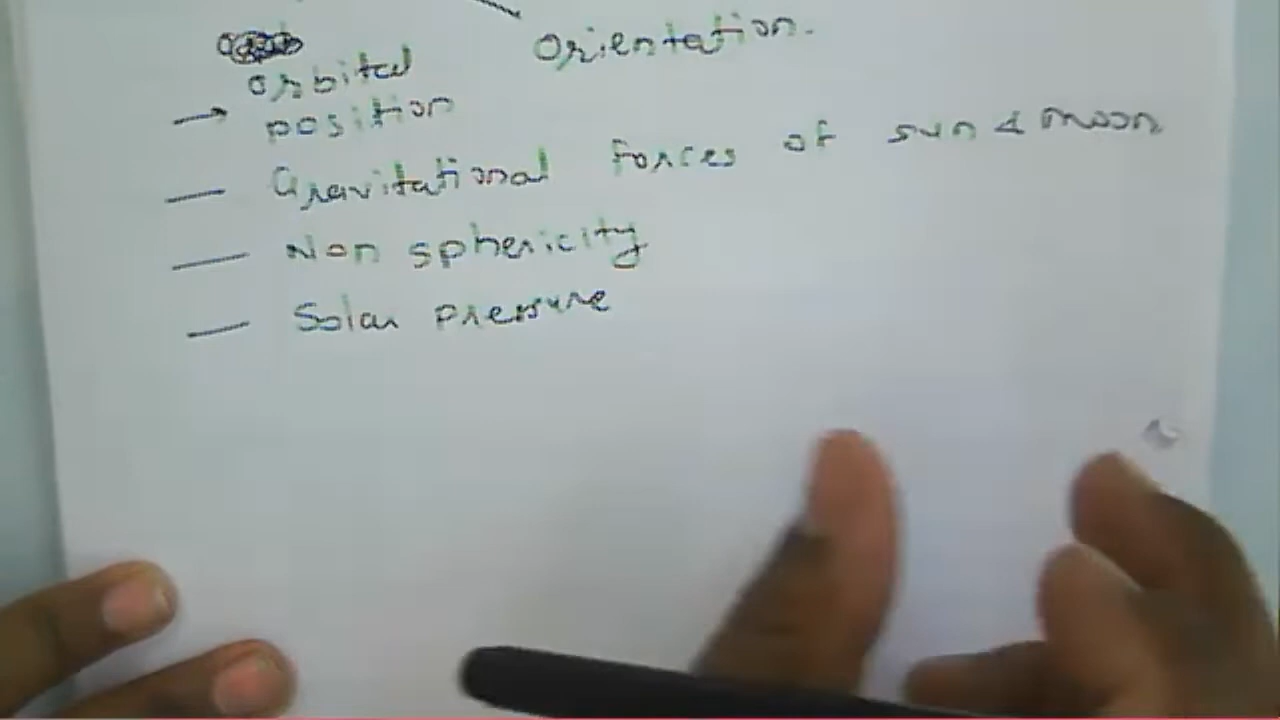 orbital Orientation.
→ position
— Gravitational forces of sun & moon
— Non sphericity
— Solar pressure